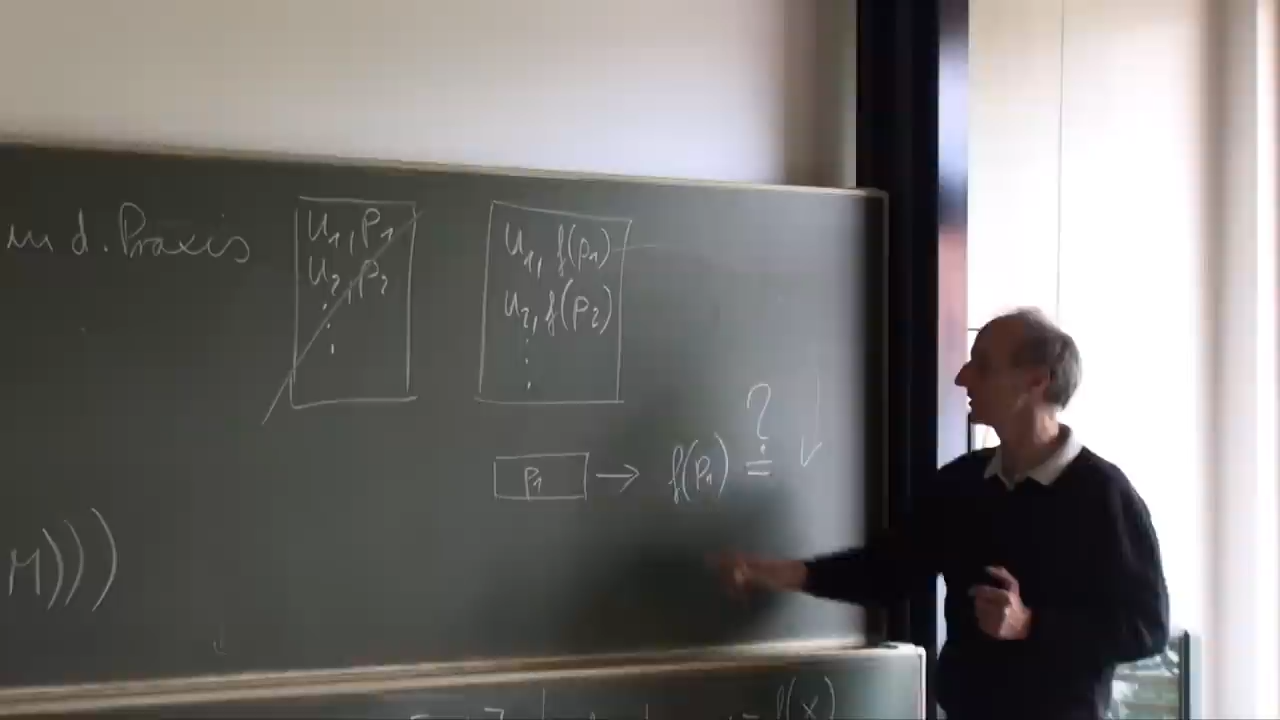 in d. Praxis
u₁, p₁
u₂, p₂
⋮
u₁, f(p₁)
u₂, f(p₂)
⋮
p₁ → f(p₁) ≟ ↓
M)))
f(x)